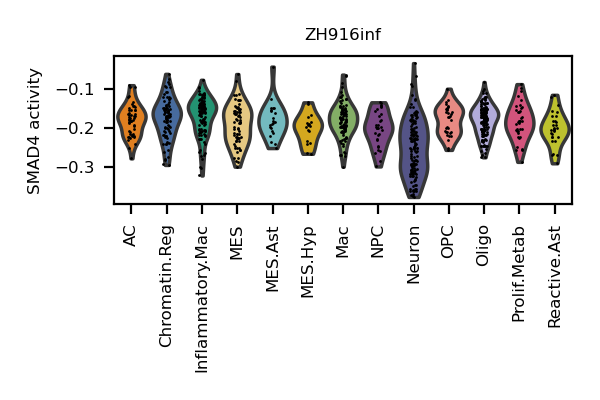 ZH916inf
SMAD4 activity
−0.1
−0.2
−0.3
AC
Chromatin.Reg
Inflammatory.Mac
MES
MES.Ast
MES.Hyp
Mac
NPC
Neuron
OPC
Oligo
Prolif.Metab
Reactive.Ast